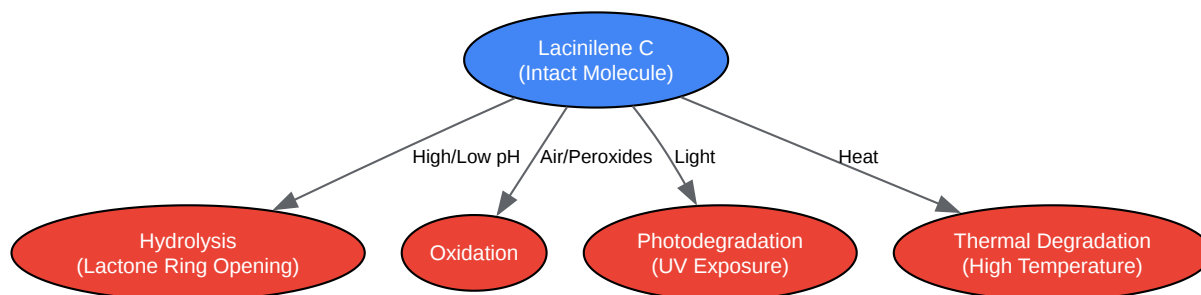 Lacinilene C
(Intact Molecule)
High/Low pH
Air/Peroxides
Light
Heat
Hydrolysis
(Lactone Ring Opening)
Oxidation
Photodegradation
(UV Exposure)
Thermal Degradation
(High Temperature)